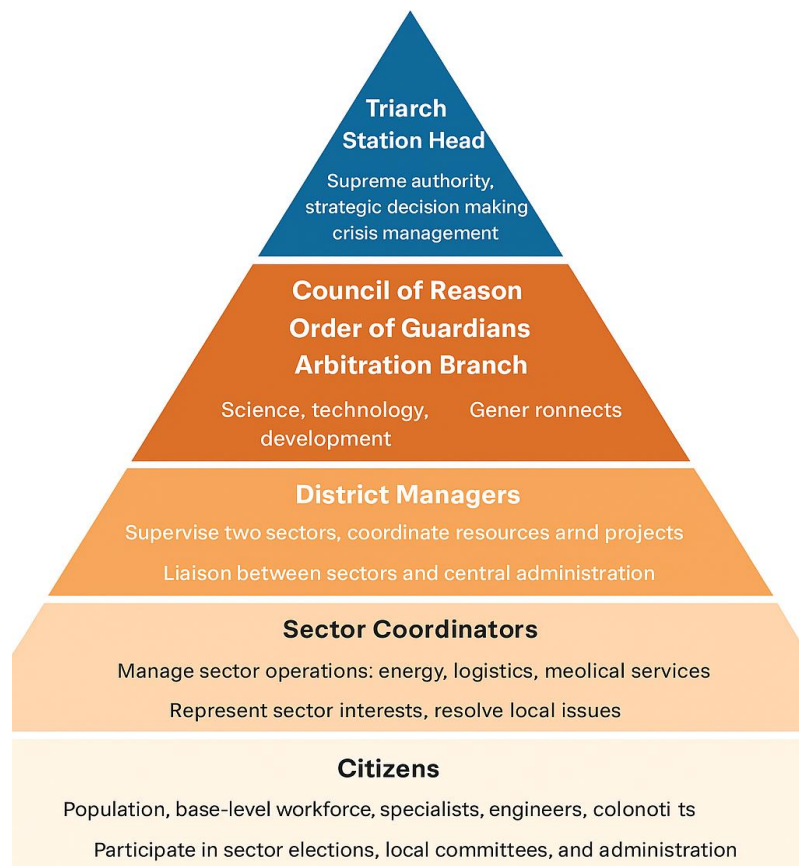 Triarch
Station Head
Supreme authority,
strategic decision making
crisis management
Council of Reason
Order of Guardians
Arbitration Branch
Science, technology,
development
Gener ronnects
District Managers
Supervise two sectors, coordinate resources arnd projects
Liaison between sectors and central administration
Sector Coordinators
Manage sector operations: energy, logistics, meolical services
Represent sector interests, resolve local issues
Citizens
Population, base-level workforce, specialists, engineers, colonoti ts
Participate in sector elections, local committees, and administration